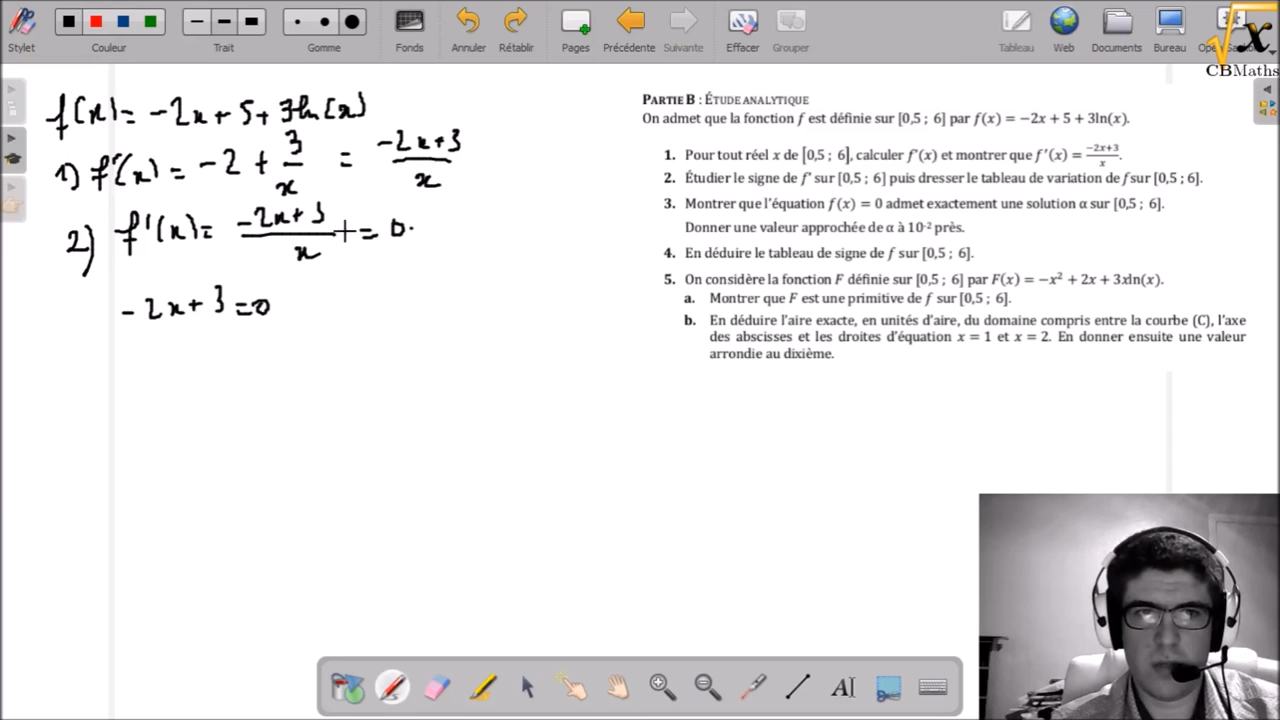 Stylet Couleur Trait Gomme Fonds Annuler Rétablir Pages Précédente Suivante Effacer Grouper Tableau Web Documents Bureau
√x
CBMaths
f(x) = -2x + 5 + 3ln(x)
1) f'(x) = -2 + 3/x = (-2x+3)/x
2) f'(x) = (-2x+3)/x = 0.
-2x + 3 = 0
PARTIE B : ÉTUDE ANALYTIQUE
On admet que la fonction f est définie sur [0,5 ; 6] par f(x) = −2x + 5 + 3ln(x).
1. Pour tout réel x de [0,5 ; 6], calculer f'(x) et montrer que f'(x) = (−2x+3)/x.
2. Étudier le signe de f' sur [0,5 ; 6] puis dresser le tableau de variation de f sur [0,5 ; 6].
3. Montrer que l'équation f(x) = 0 admet exactement une solution α sur [0,5 ; 6].
Donner une valeur approchée de α à 10⁻² près.
4. En déduire le tableau de signe de f sur [0,5 ; 6].
5. On considère la fonction F définie sur [0,5 ; 6] par F(x) = −x² + 2x + 3xln(x).
a. Montrer que F est une primitive de f sur [0,5 ; 6].
b. En déduire l'aire exacte, en unités d'aire, du domaine compris entre la courbe (C), l'axe
des abscisses et les droites d'équation x = 1 et x = 2. En donner ensuite une valeur
arrondie au dixième.
AI